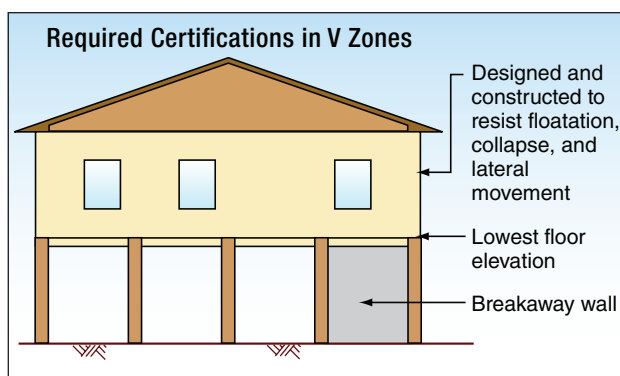 Required Certifications in V Zones
Designed and
constructed to
resist floatation,
collapse, and
lateral
movement
Lowest floor
elevation
Breakaway wall